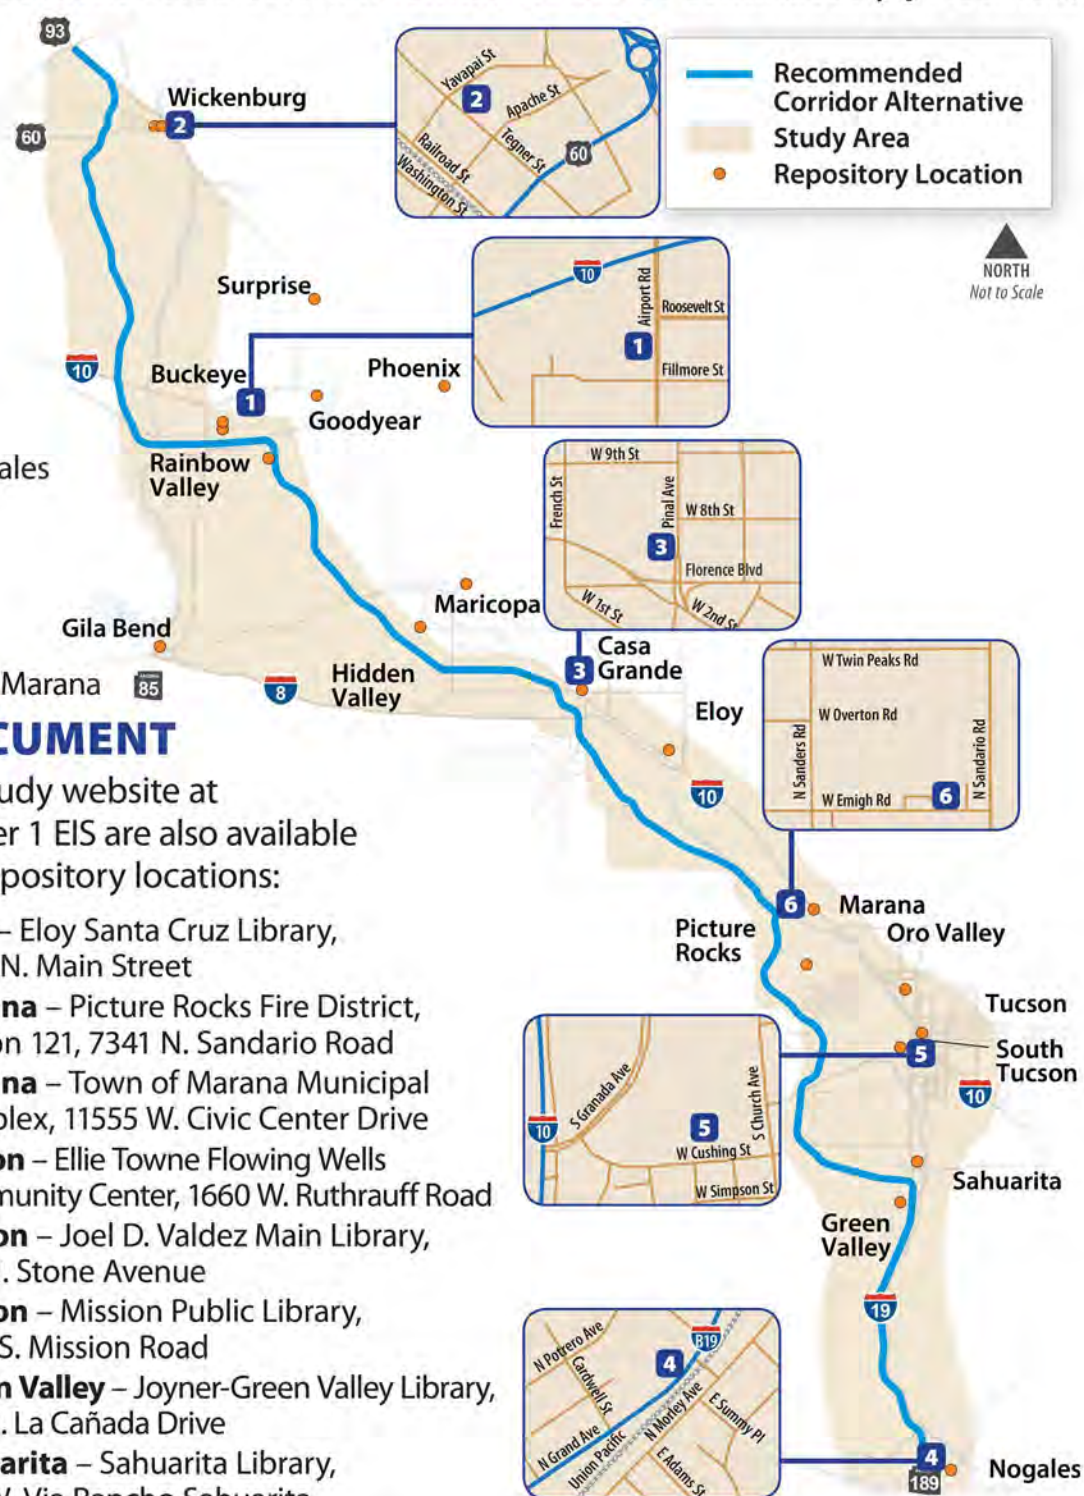 93
Wickenburg
60
2
Yavapai St
2
Apache St
Tegner St
Railroad St
Washington St
60
Recommended
Corridor Alternative
Study Area
Repository Location
NORTH
Not to Scale
Surprise
10
Airport Rd
Roosevelt St
1
Fillmore St
10
Buckeye
1
Phoenix
Goodyear
Rainbow
Valley
ales
W 9th St
French St
Pinal Ave
W 8th St
3
Florence Blvd
W 1st St
W 2nd St
Maricopa
Gila Bend
Hidden
Valley
3
Casa
Grande
Marana
85
8
Eloy
10
W Twin Peaks Rd
W Overton Rd
N Sanders Rd
N Sandario Rd
W Emigh Rd
6
CUMENT
udy website at
er 1 EIS are also available
pository locations:
– Eloy Santa Cruz Library,
N. Main Street
na – Picture Rocks Fire District,
on 121, 7341 N. Sandario Road
na – Town of Marana Municipal
plex, 11555 W. Civic Center Drive
on – Ellie Towne Flowing Wells
munity Center, 1660 W. Ruthrauff Road
on – Joel D. Valdez Main Library,
. Stone Avenue
on – Mission Public Library,
S. Mission Road
n Valley – Joyner-Green Valley Library,
. La Cañada Drive
arita – Sahuarita Library,
W. Via Rancho Sahuarita
6
Marana
Picture
Rocks
Oro Valley
Tucson
South
Tucson
5
10
S Granada Ave
S Church Ave
10
5
W Cushing St
W Simpson St
Sahuarita
Green
Valley
19
N Potrero Ave
B19
4
Cardwell St
N Morley Ave
N Grand Ave
Union Pacific
E Summy Pl
E Adams St
4
189
Nogales